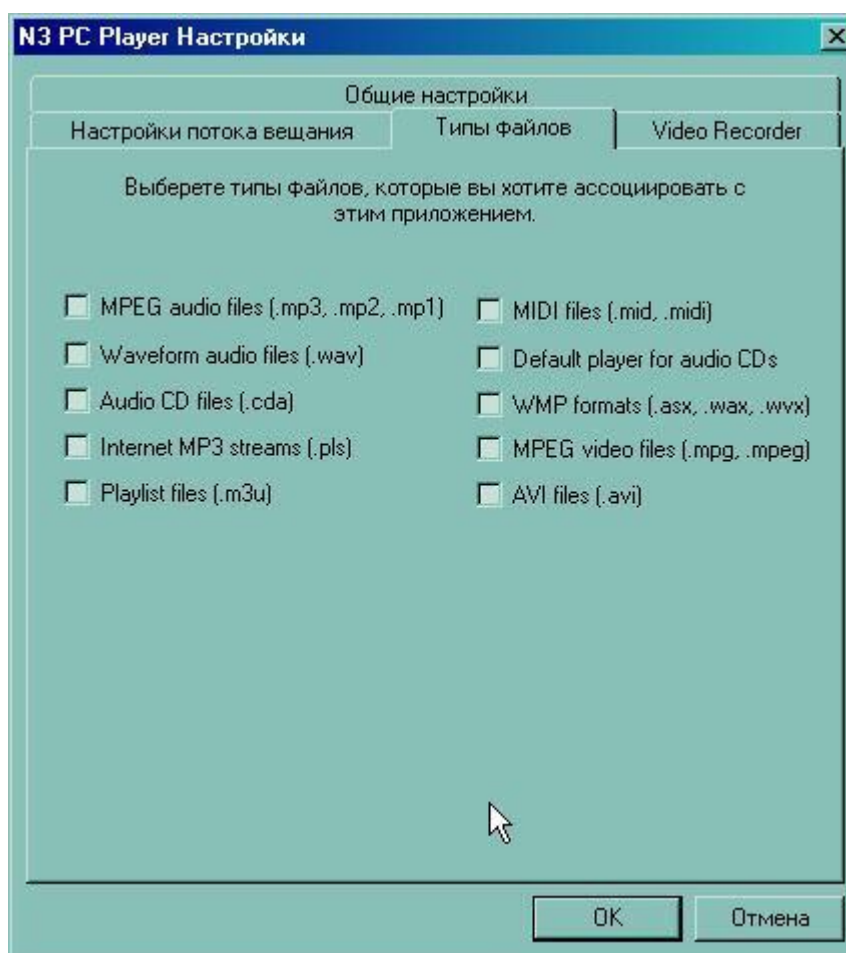 N3 PC Player Настройки
Общие настройки
Настройки потока вещания
Типы файлов
Video Recorder
Выберете типы файлов, которые вы хотите ассоциировать с
этим приложением.
MPEG audio files (.mp3, .mp2, .mp1)
Waveform audio files (.wav)
Audio CD files (.cda)
Internet MP3 streams (.pls)
Playlist files (.m3u)
MIDI files (.mid, .midi)
Default player for audio CDs
WMP formats (.asx, .wax, .wvx)
MPEG video files (.mpg, .mpeg)
AVI files (.avi)
OK
Отмена